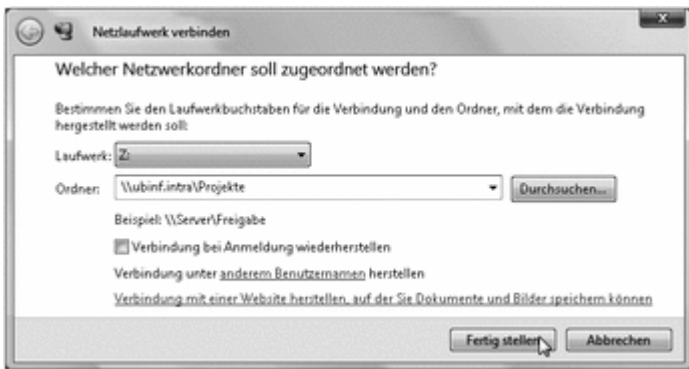 Netzlaufwerk verbinden
Welcher Netzwerkordner soll zugeordnet werden?
Bestimmen Sie den Laufwerkbuchstaben für die Verbindung und den Ordner, mit dem die Verbindung
hergestellt werden soll:
Laufwerk: Z:
Ordner: \\ubinf.intra\Projekte Durchsuchen...
Beispiel: \\Server\Freigabe
Verbindung bei Anmeldung wiederherstellen
Verbindung unter anderem Benutzernamen herstellen
Verbindung mit einer Website herstellen, auf der Sie Dokumente und Bilder speichern können
Fertig stellen Abbrechen